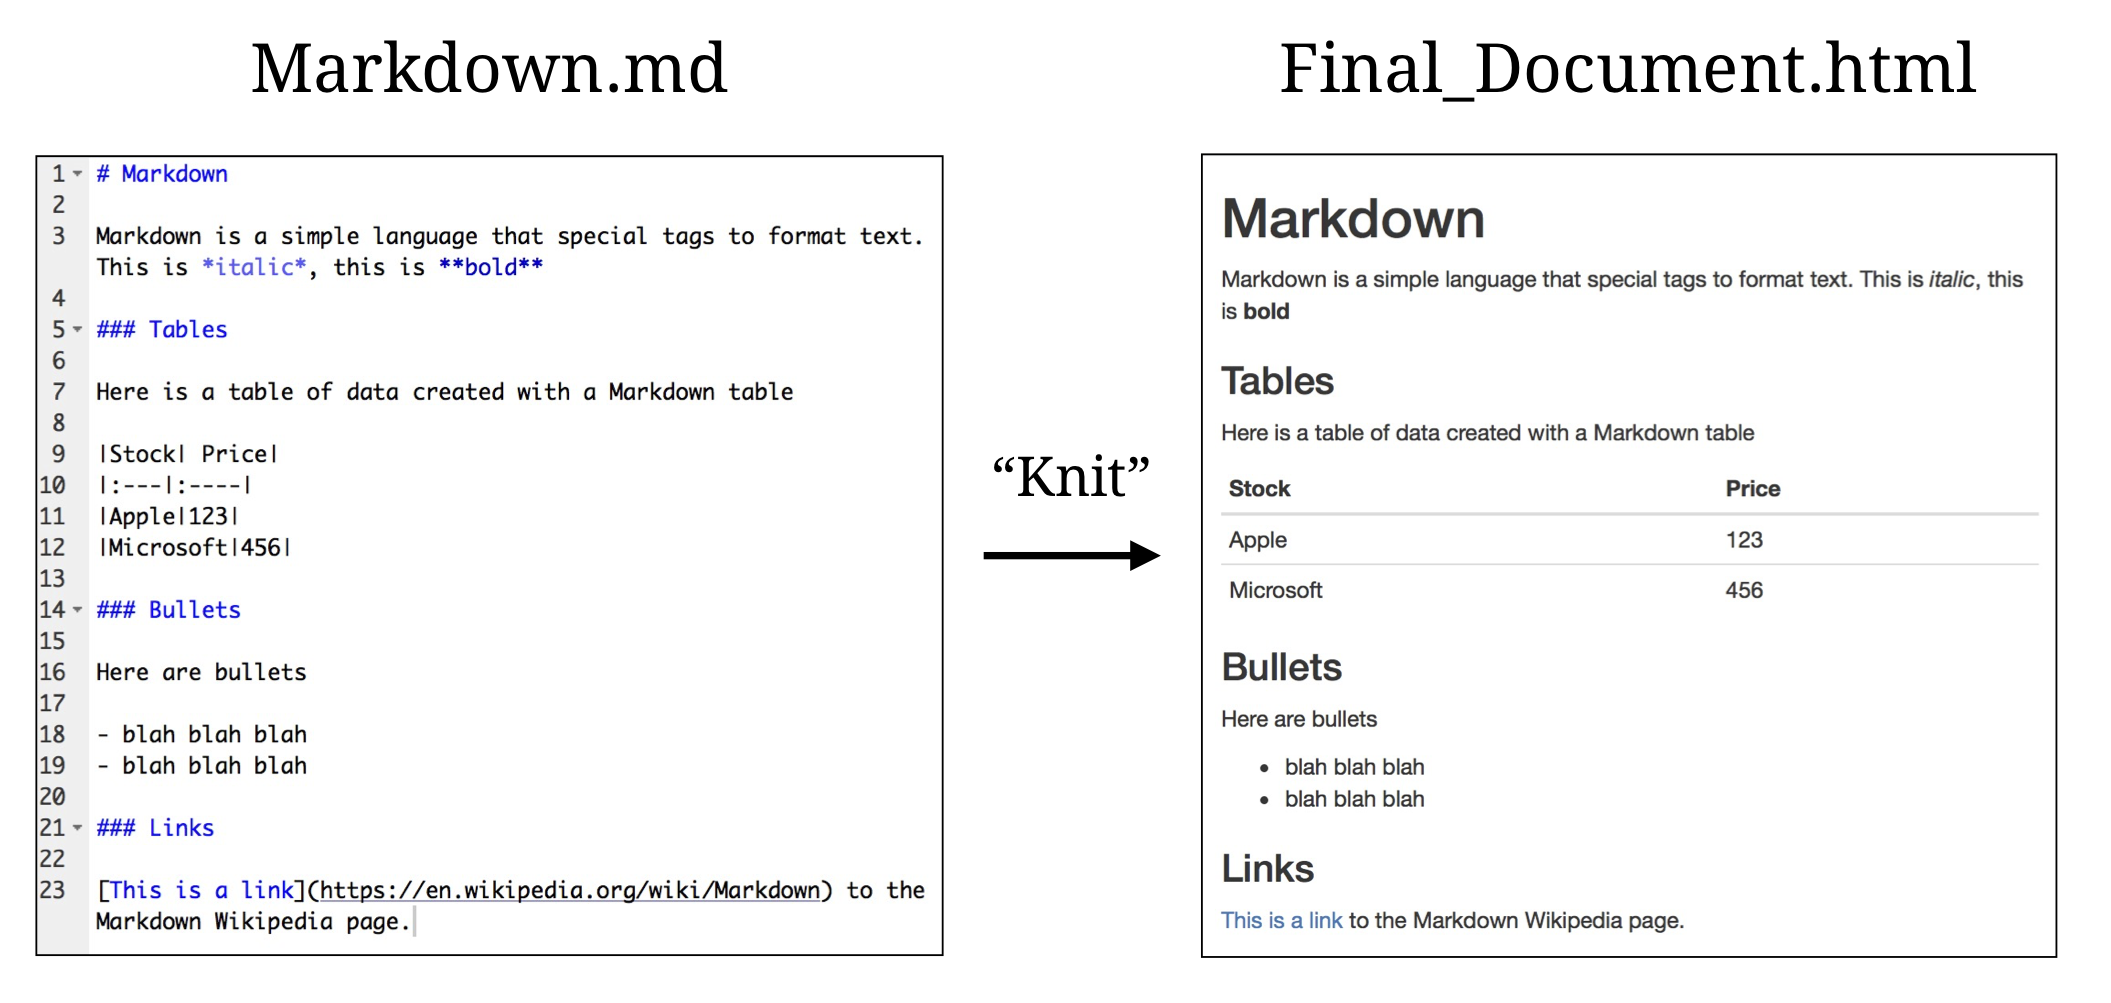 Markdown.md
Final_Document.html
1 # Markdown
2
3 Markdown is a simple language that special tags to format text.
This is *italic*, this is **bold**
4
5 ### Tables
6
7 Here is a table of data created with a Markdown table
8
9 |Stock| Price|
10 |:---|:----|
11 |Apple|123|
12 |Microsoft|456|
13
14 ### Bullets
15
16 Here are bullets
17
18 - blah blah blah
19 - blah blah blah
20
21 ### Links
22
23 [This is a link](https://en.wikipedia.org/wiki/Markdown) to the
Markdown Wikipedia page.
“Knit”
Markdown
Markdown is a simple language that special tags to format text. This is italic, this
is bold
Tables
Here is a table of data created with a Markdown table
Stock Price
Apple 123
Microsoft 456
Bullets
Here are bullets
• blah blah blah
• blah blah blah
Links
This is a link to the Markdown Wikipedia page.